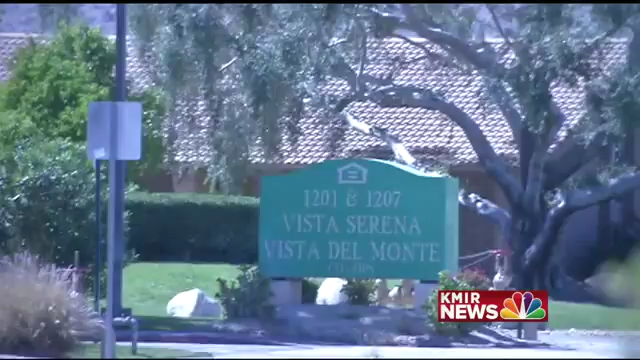 1201 & 1207
VISTA SERENA
VISTA DEL MONTE
KMIR
NEWS